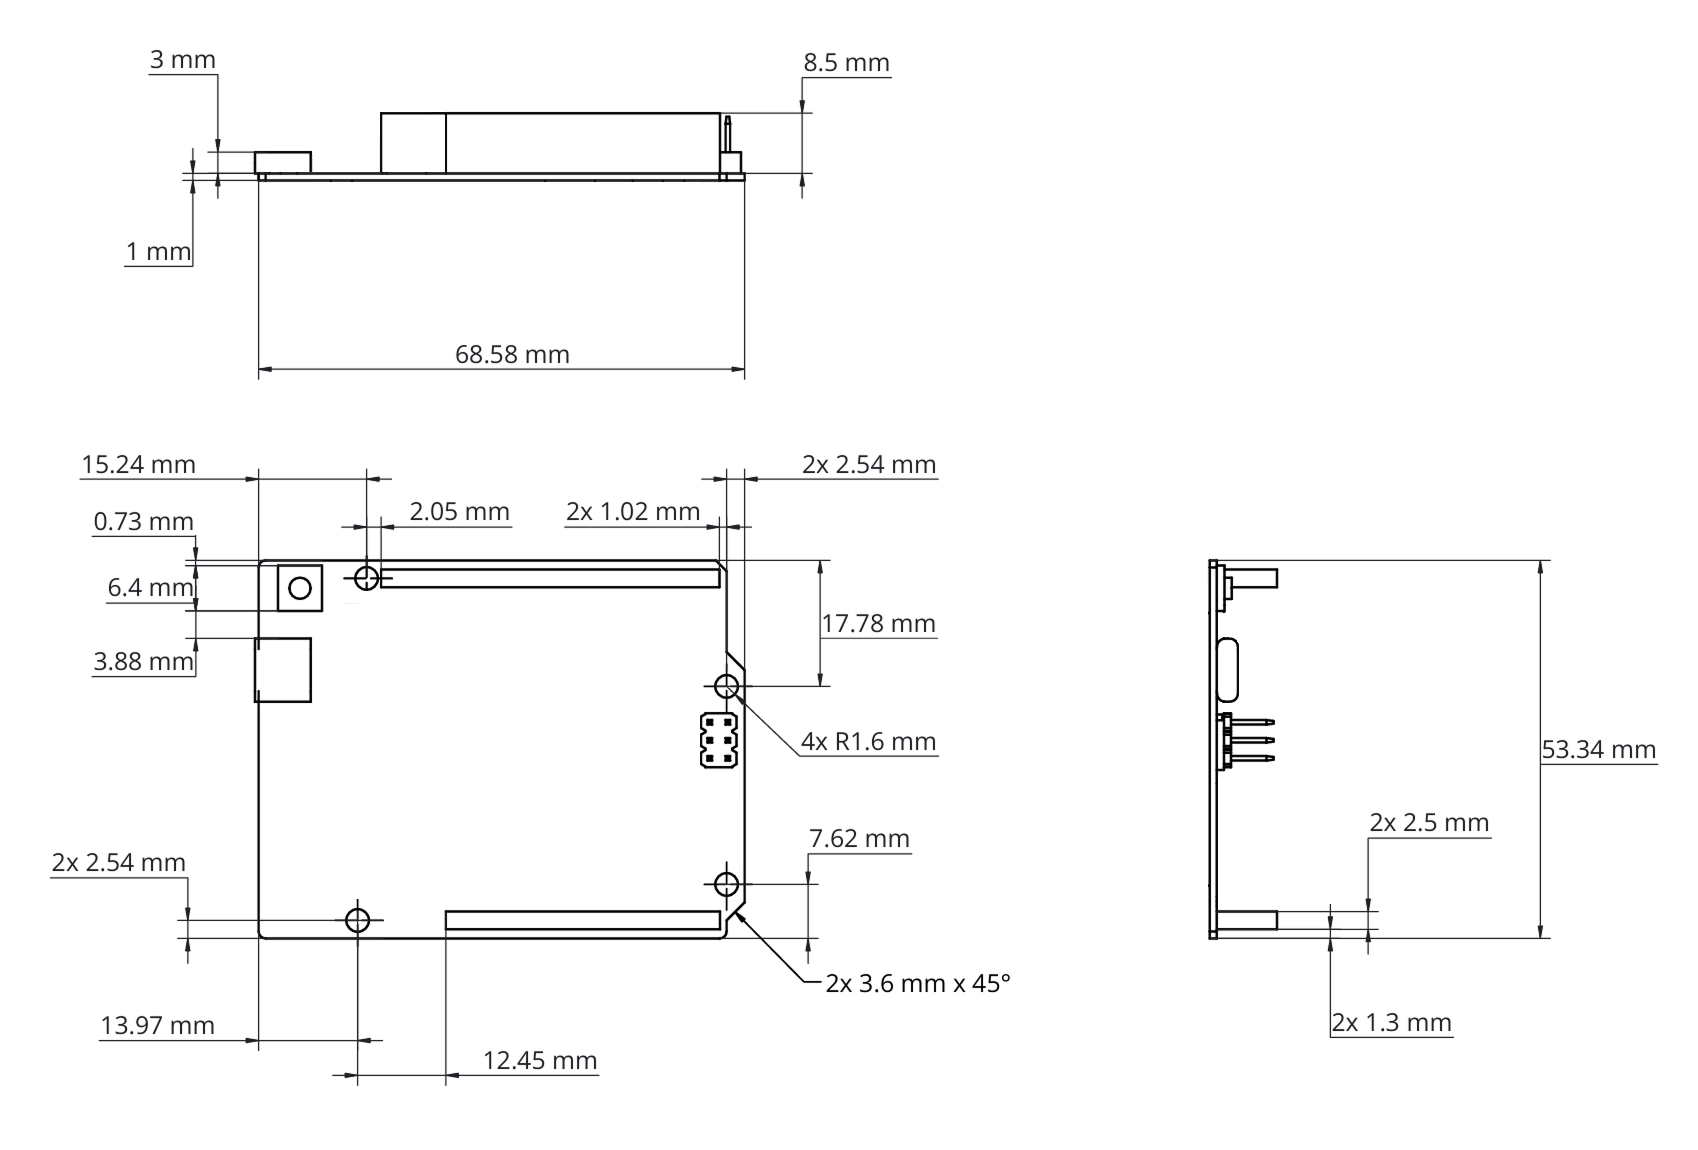 3 mm
8.5 mm
1 mm
68.58 mm
15.24 mm
2x 2.54 mm
2.05 mm
2x 1.02 mm
0.73 mm
6.4 mm
17.78 mm
3.88 mm
4x R1.6 mm
53.34 mm
2x 2.5 mm
7.62 mm
2x 2.54 mm
2x 3.6 mm x 45°
13.97 mm
2x 1.3 mm
12.45 mm